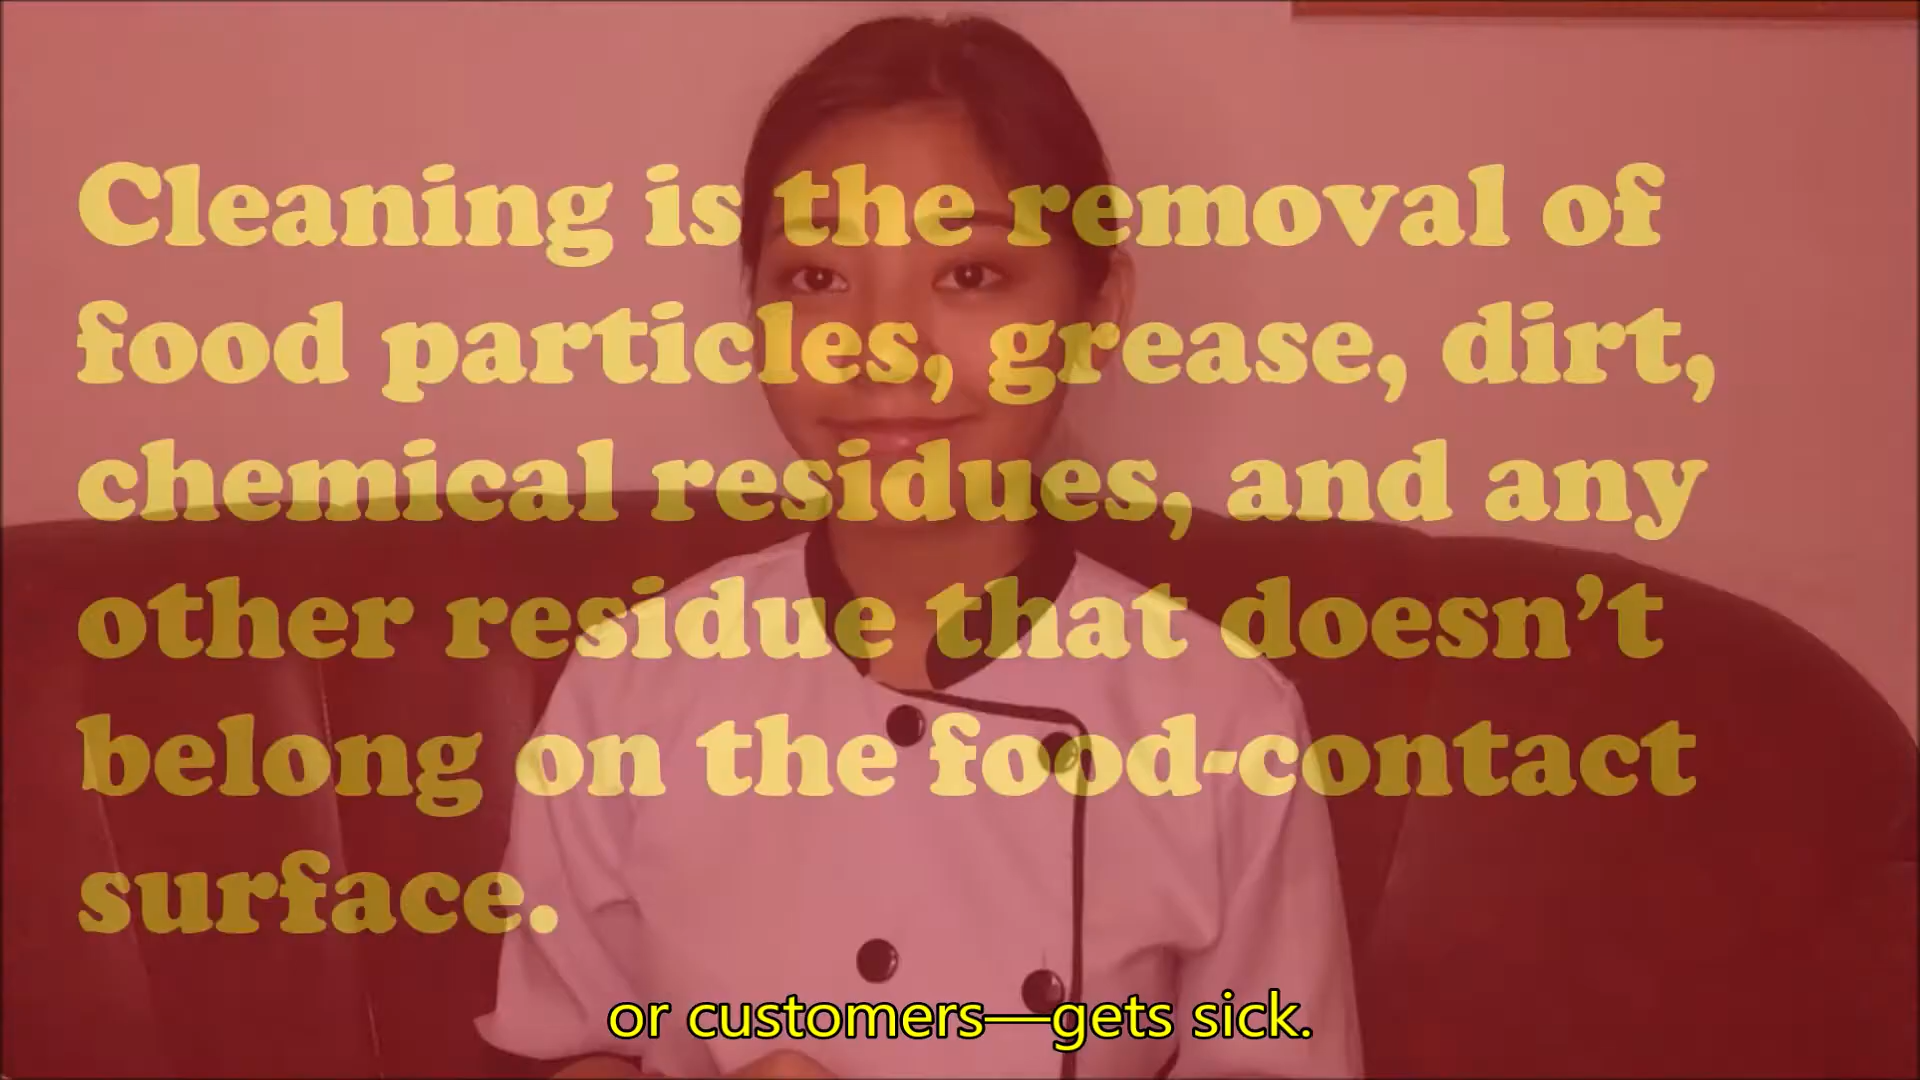 Cleaning is the removal of
food particles, grease, dirt,
chemical residues, and any
other residue that doesn’t
belong on the food-contact
surface.
or customers—gets sick.